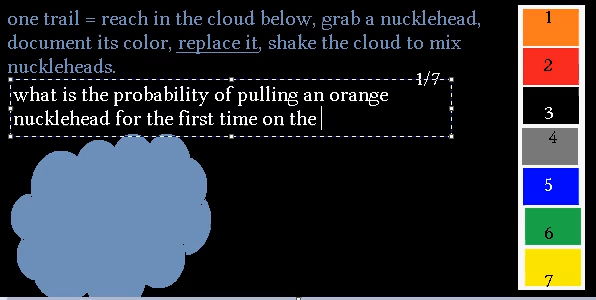 one trail = reach in the cloud below, grab a nucklehead,
document its color, replace it, shake the cloud to mix
nuckleheads.
1/7
what is the probability of pulling an orange
nucklehead for the first time on the
1
2
3
4
5
6
7